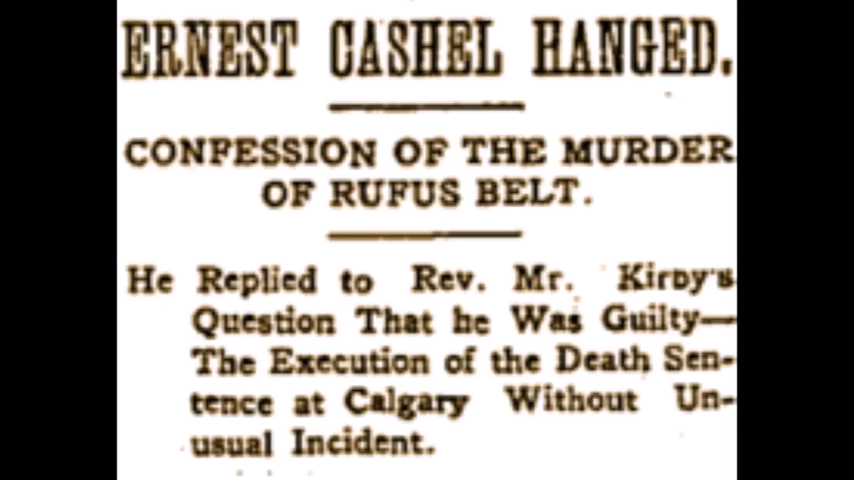 ERNEST CASHEL HANGED.
CONFESSION OF THE MURDER
OF RUFUS BELT.
He Replied to Rev. Mr. Kirby's
Question That he Was Guilty—
The Execution of the Death Sen-
tence at Calgary Without Un-
usual Incident.